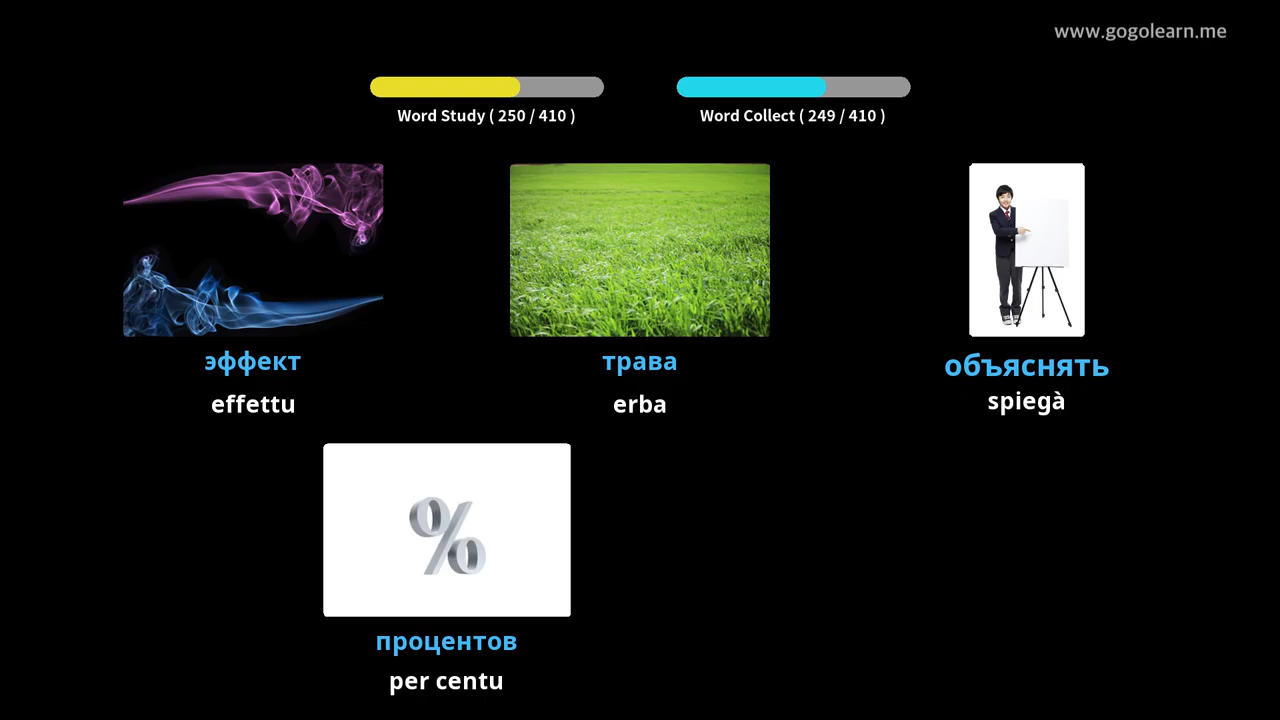 www.gogolearn.me
Word Study ( 250 / 410 )
Word Collect ( 249 / 410 )
эффект
effettu
трава
erba
объяснять
spiegà
%
процентов
per centu